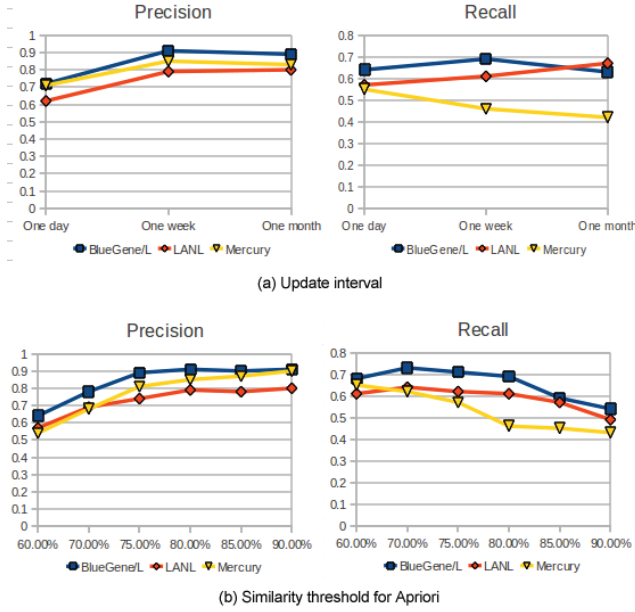 Precision
Recall
1
0.9
0.8
0.7
0.6
0.5
0.4
0.3
0.2
0.1
0
One day
One week
One month
BlueGene/L
LANL
Mercury
0.8
0.7
0.6
0.5
0.4
0.3
0.2
0.1
0
One day
One week
One month
BlueGene/L
LANL
Mercury
(a) Update interval
Precision
Recall
1
0.9
0.8
0.7
0.6
0.5
0.4
0.3
0.2
0.1
0
60.00% 70.00% 75.00% 80.00% 85.00% 90.00%
BlueGene/L
LANL
Mercury
0.8
0.7
0.6
0.5
0.4
0.3
0.2
0.1
0
60.00% 70.00% 75.00% 80.00% 85.00% 90.00%
BlueGene/L
LANL
Mercury
(b) Similarity threshold for Apriori